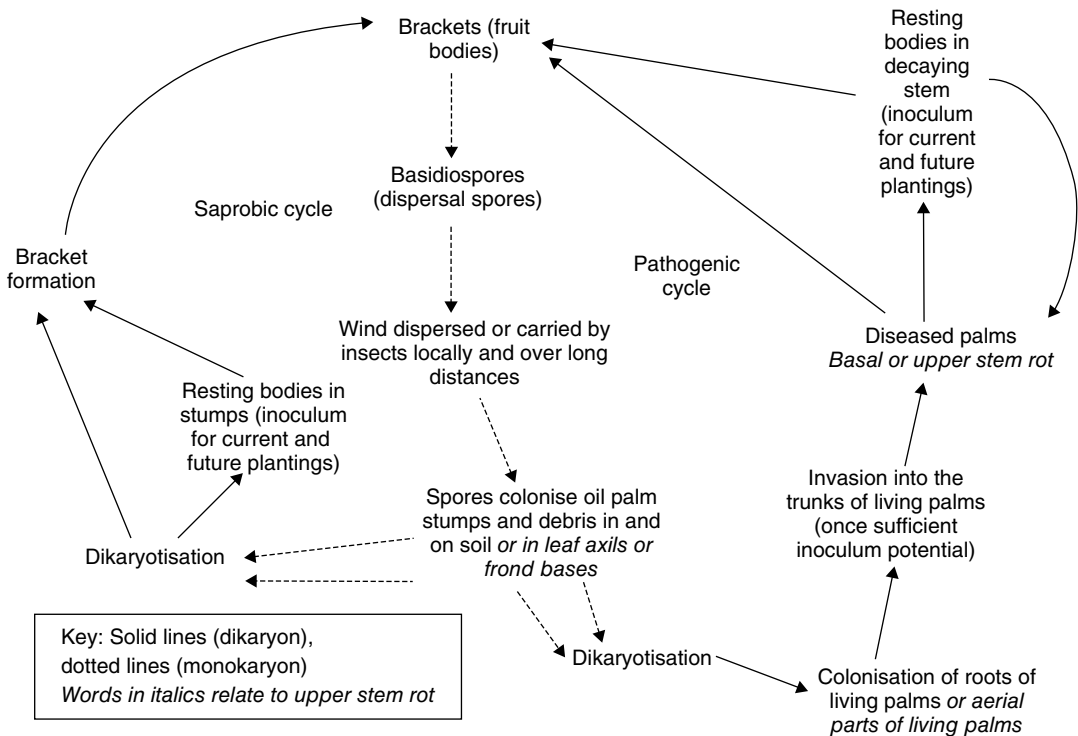 Brackets (fruit
bodies)
Resting
bodies in
decaying
stem
(inoculum
for current
and future
plantings)
Basidiospores
(dispersal spores)
Saprobic cycle
Bracket
formation
Pathogenic
cycle
Wind dispersed or carried by
insects locally and over long
distances
Diseased palms
Basal or upper stem rot
Resting bodies in
stumps (inoculum
for current and
future plantings)
Invasion into the
trunks of living palms
(once sufficient
inoculum potential)
Spores colonise oil palm
stumps and debris in and
on soil or in leaf axils or
frond bases
Dikaryotisation
Dikaryotisation
Colonisation of roots of
living palms or aerial
parts of living palms
Key: Solid lines (dikaryon),
dotted lines (monokaryon)
Words in italics relate to upper stem rot